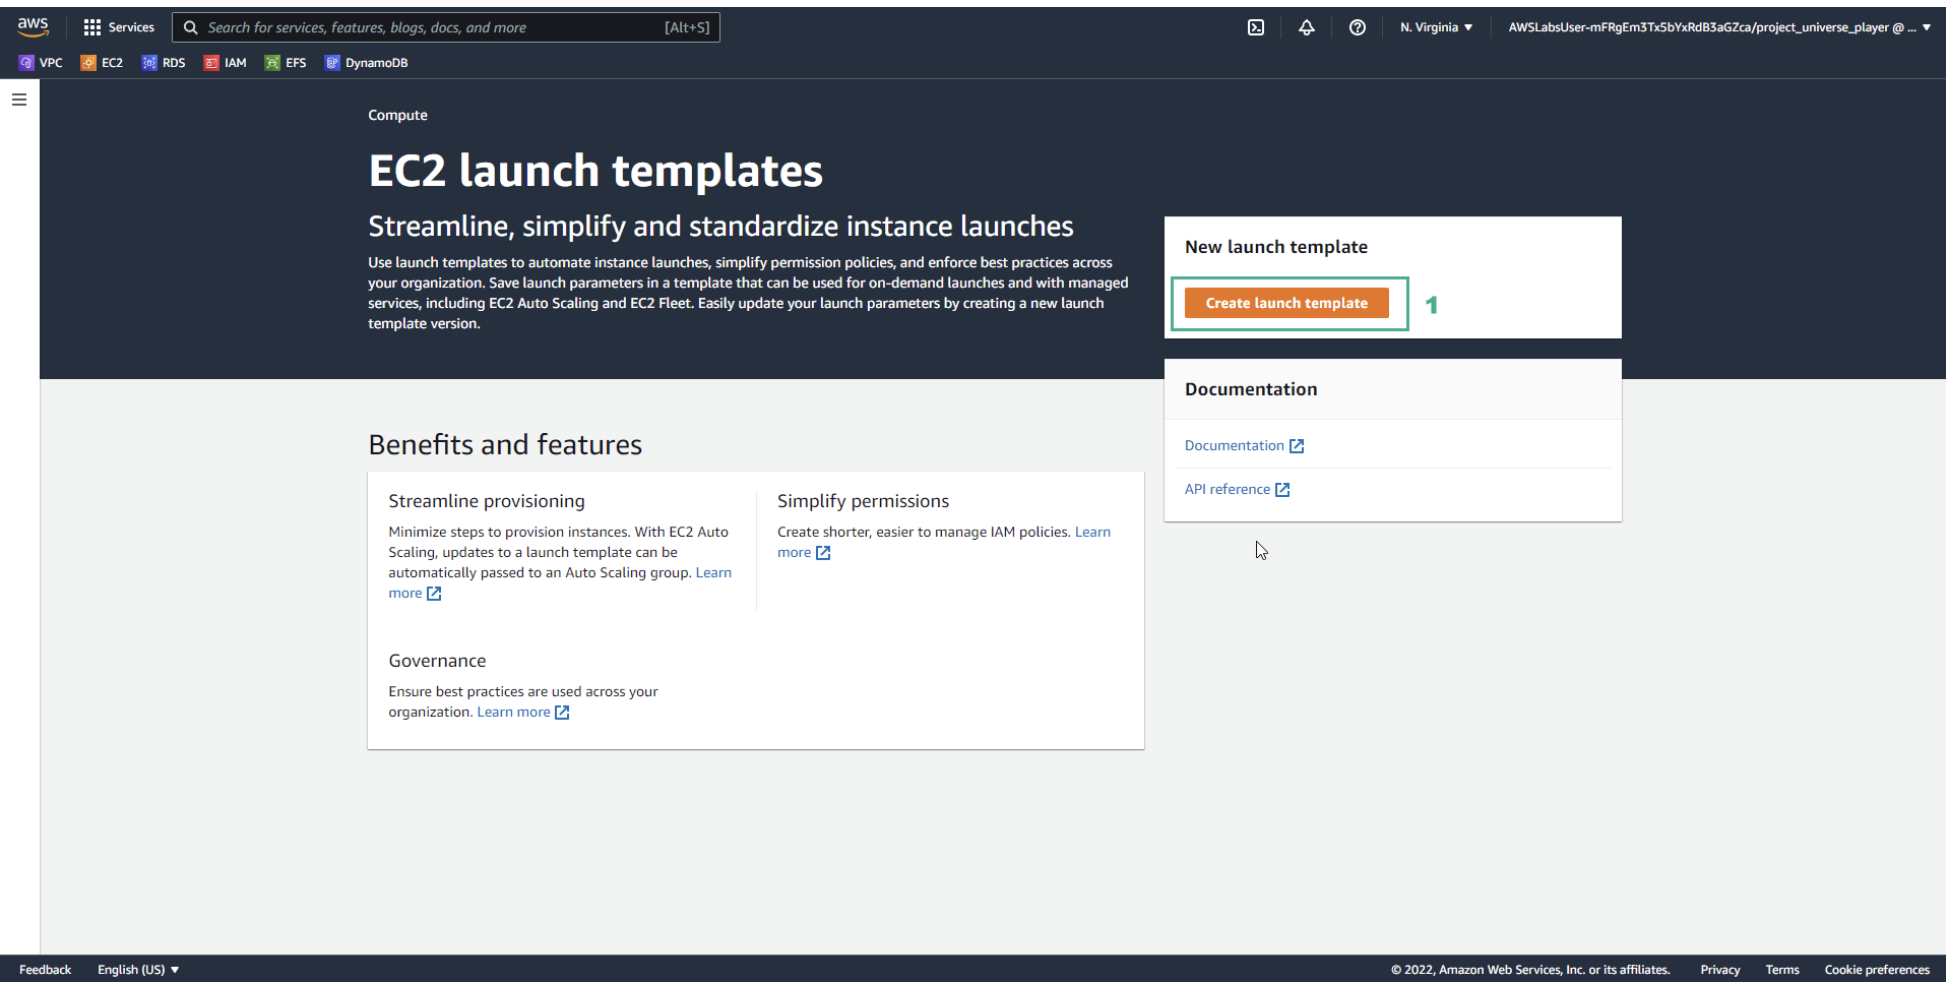 aws
Services
Search for services, features, blogs, docs, and more
[Alt+S]
N. Virginia ▼
AWSLabsUser-mFRgEm3Tx5bYxRdB3aGZca/project_universe_player @ ... ▼
VPC
EC2
RDS
IAM
EFS
DynamoDB
Compute
EC2 launch templates
Streamline, simplify and standardize instance launches
Use launch templates to automate instance launches, simplify permission policies, and enforce best practices across
your organization. Save launch parameters in a template that can be used for on-demand launches and with managed
services, including EC2 Auto Scaling and EC2 Fleet. Easily update your launch parameters by creating a new launch
template version.
New launch template
Create launch template
1
Documentation
Documentation
API reference
Benefits and features
Streamline provisioning
Minimize steps to provision instances. With EC2 Auto
Scaling, updates to a launch template can be
automatically passed to an Auto Scaling group. Learn
more
Simplify permissions
Create shorter, easier to manage IAM policies. Learn
more
Governance
Ensure best practices are used across your
organization. Learn more
Feedback
English (US) ▼
© 2022, Amazon Web Services, Inc. or its affiliates.
Privacy
Terms
Cookie preferences